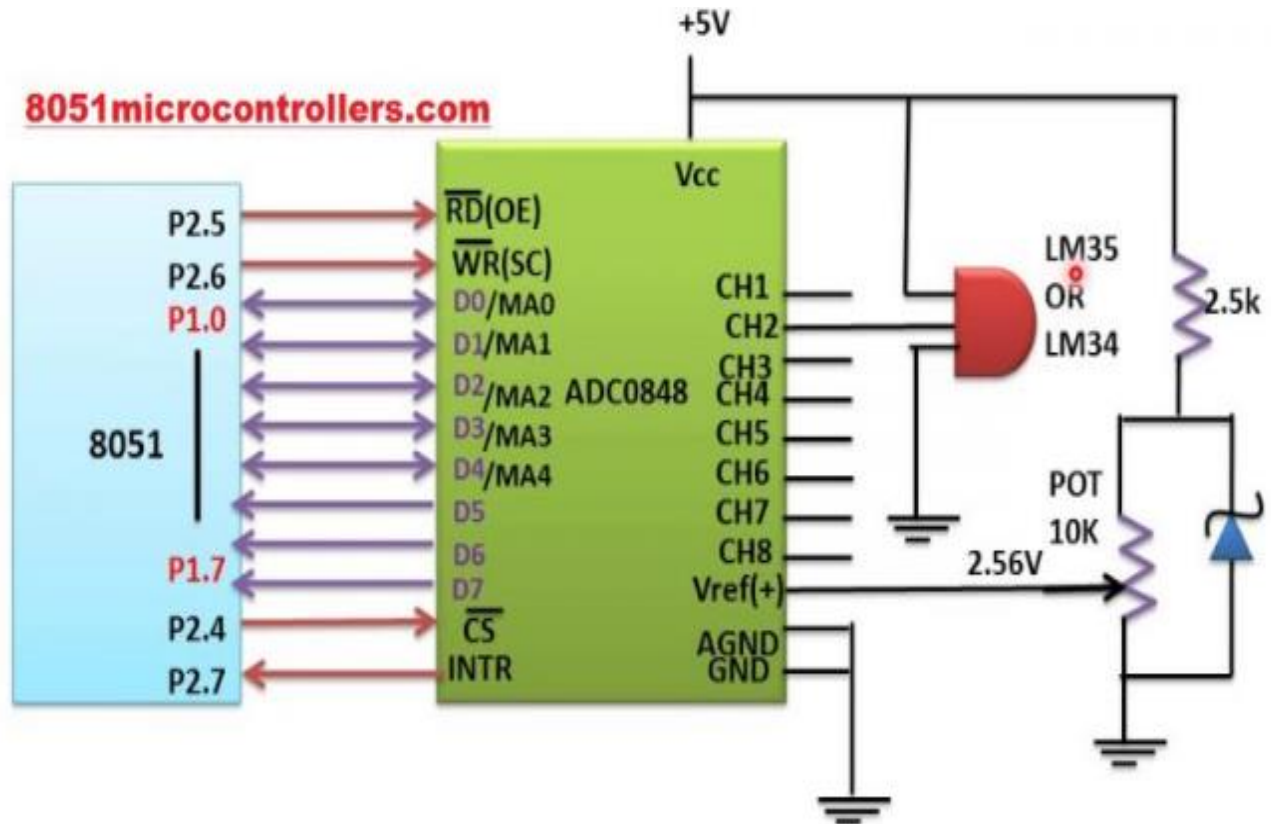 +5V
8051microcontrollers.com
Vcc
P2.5
RD(OE)
P2.6
WR(SC)
P1.0
D0/MA0
D1/MA1
D2/MA2
D3/MA3
D4/MA4
D5
D6
D7
8051
P1.7
P2.4
CS
P2.7
INTR
ADC0848
CH1
CH2
CH3
CH4
CH5
CH6
CH7
CH8
Vref(+)
AGND
GND
LM35
OR
LM34
2.5k
POT
10K
2.56V